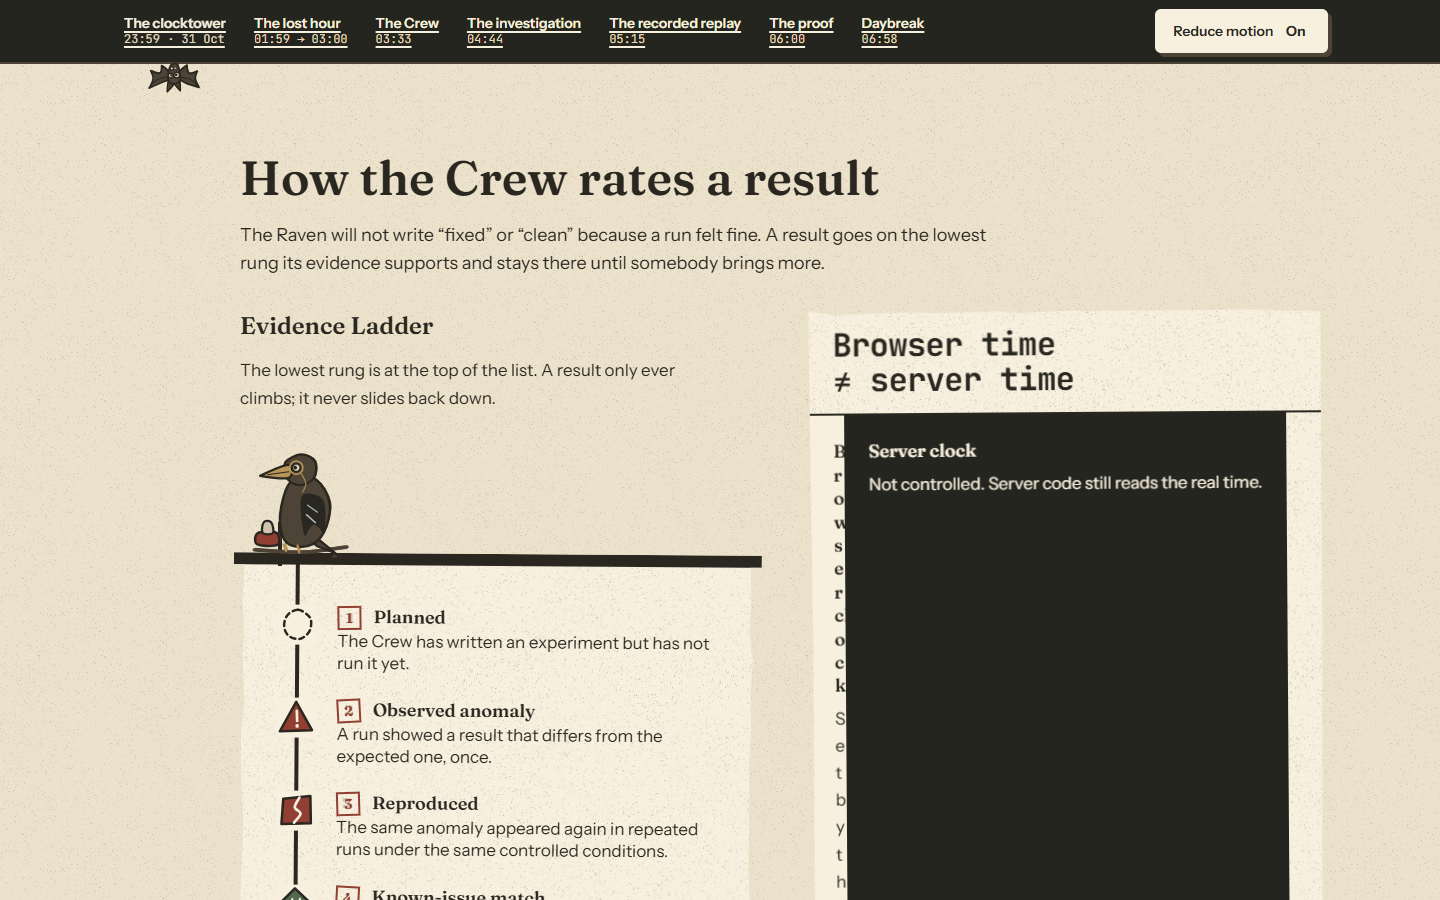 The clocktower
23:59 · 31 Oct
The lost hour
01:59 → 03:00
The Crew
03:33
The investigation
04:44
The recorded replay
05:15
The proof
06:00
Daybreak
06:58
Reduce motion On
How the Crew rates a result
The Raven will not write “fixed” or “clean” because a run felt fine. A result goes on the lowest
rung its evidence supports and stays there until somebody brings more.
Evidence Ladder
The lowest rung is at the top of the list. A result only ever
climbs; it never slides back down.
1 Planned
The Crew has written an experiment but has not
run it yet.
2 Observed anomaly
A run showed a result that differs from the
expected one, once.
3 Reproduced
The same anomaly appeared again in repeated
runs under the same controlled conditions.
4 Known-issue match
Browser time
≠ server time
B
r
o
w
s
e
r
c
l
o
c
k
S
e
t
b
y
t
h
Server clock
Not controlled. Server code still reads the real time.